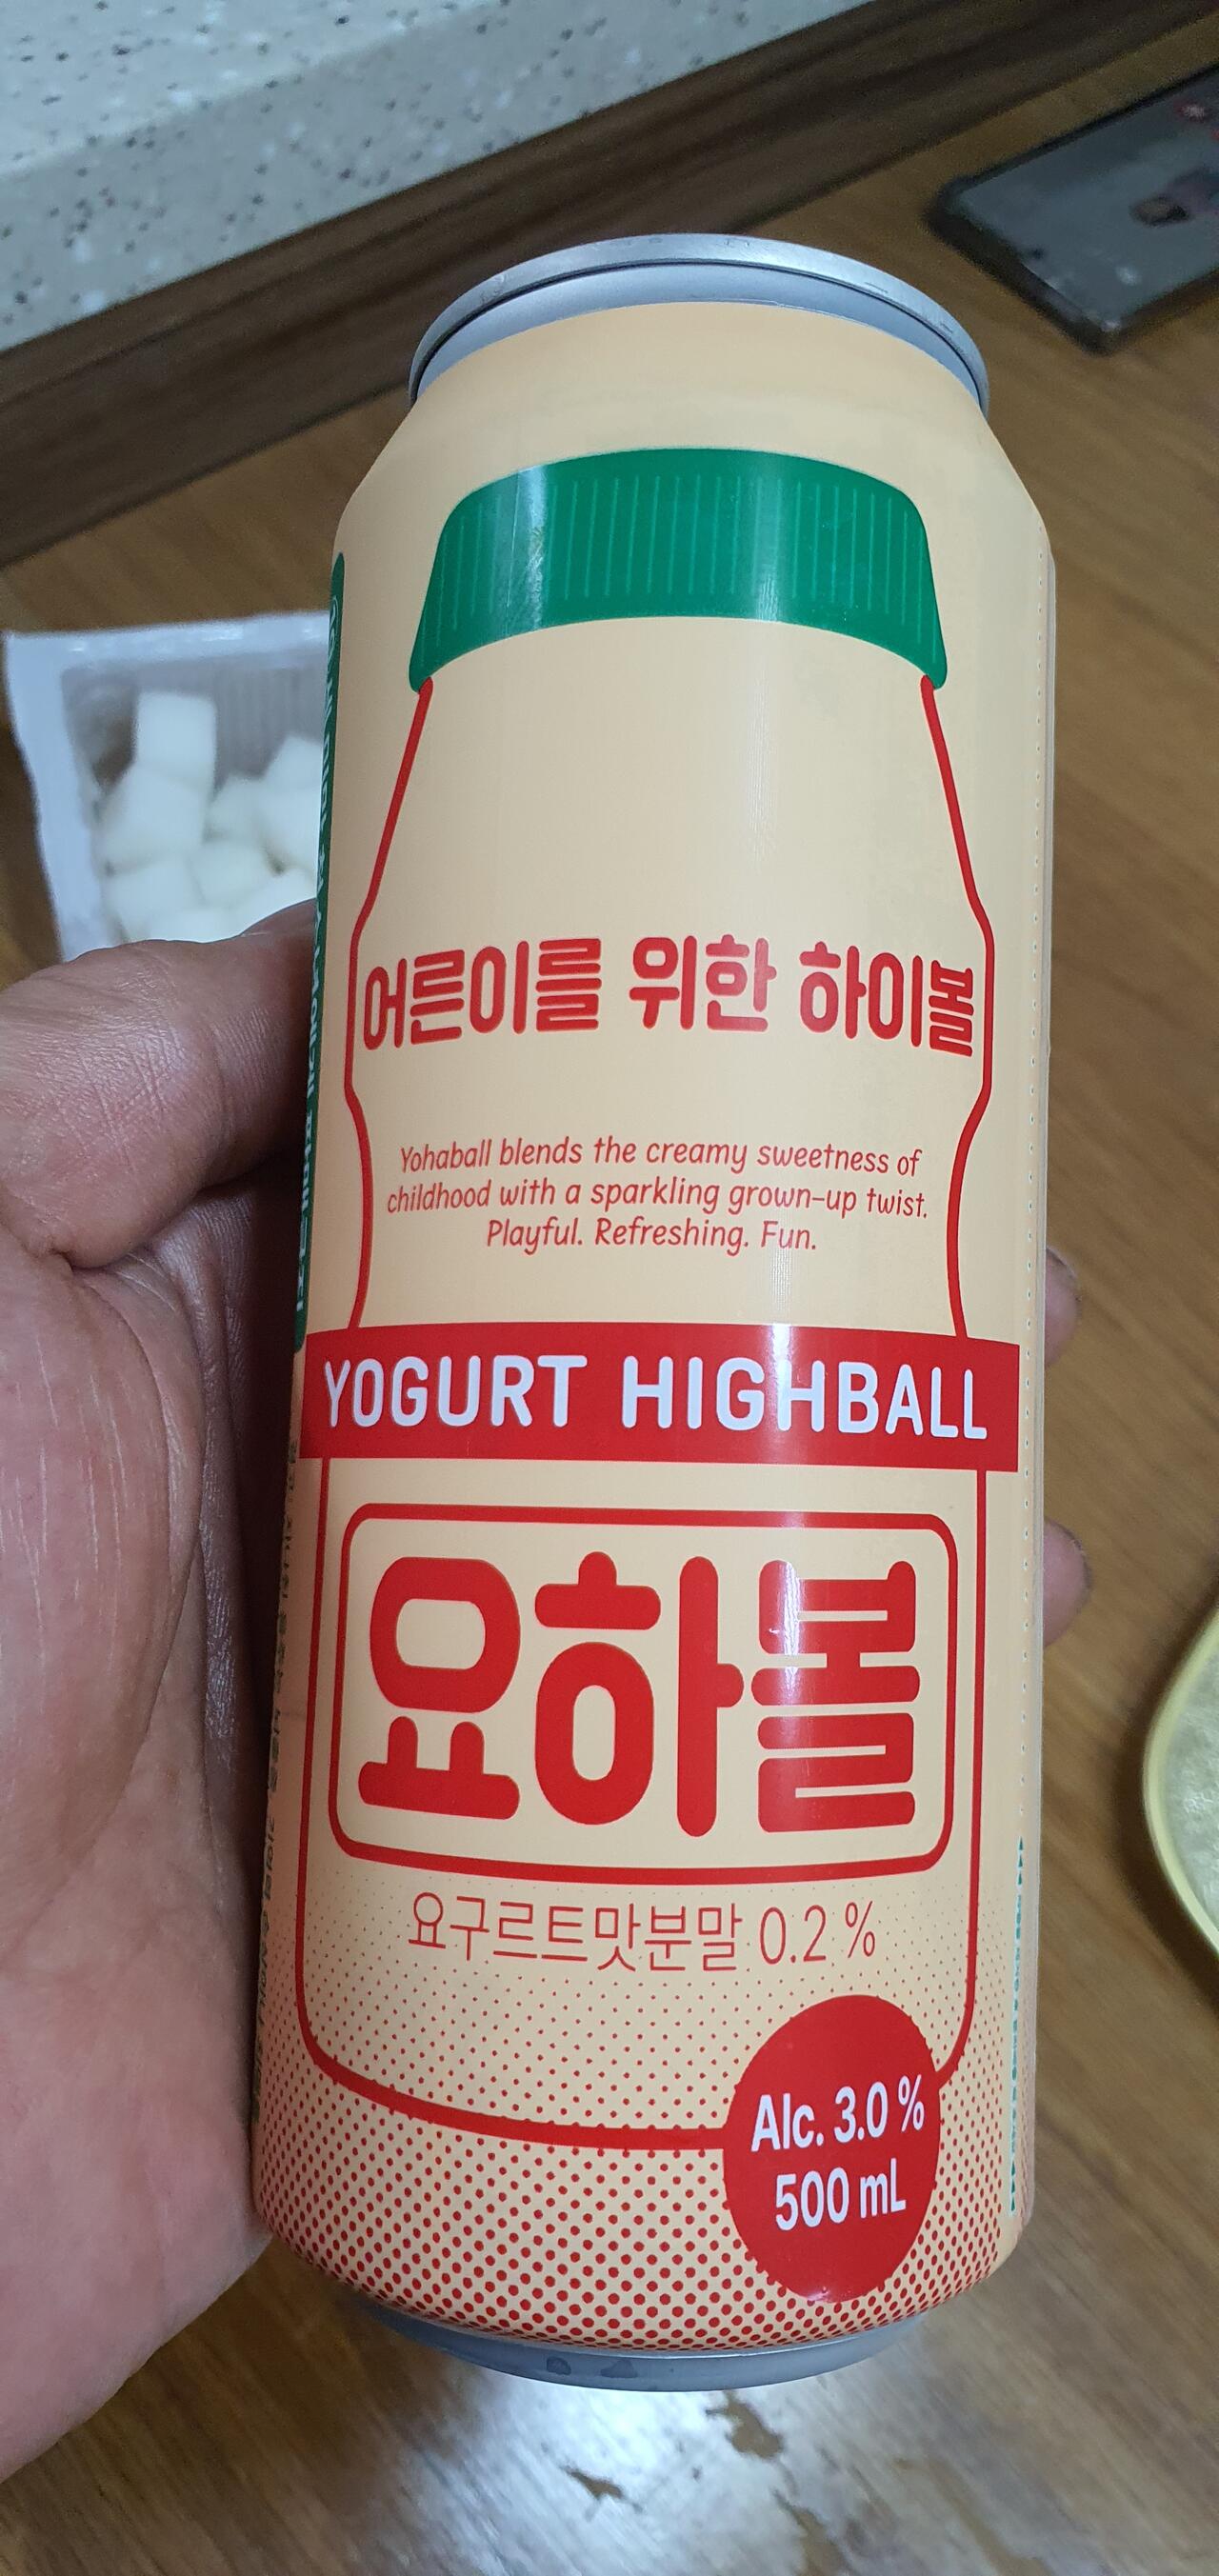 어른이를 위한 하이볼
Yohaball blends the creamy sweetness of
childhood with a sparkling grown-up twist.
Playful. Refreshing. Fun.
YOGURT HIGHBALL
요하볼
요구르트맛분말 0.2 %
Alc. 3.0 %
500 mL